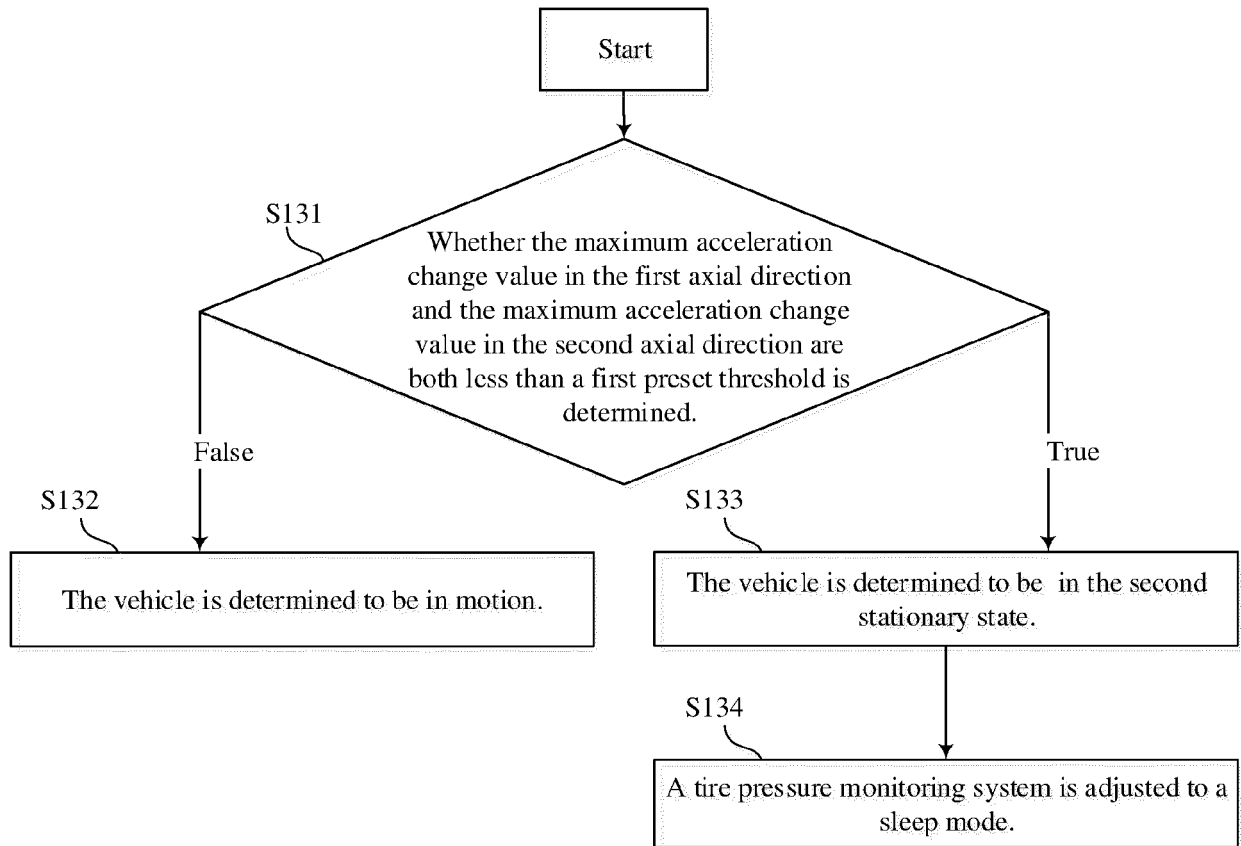 Start
S131
Whether the maximum acceleration
change value in the first axial direction
and the maximum acceleration change
value in the second axial direction are
both less than a first preset threshold is
determined.
False
True
S132
S133
The vehicle is determined to be in motion.
The vehicle is determined to be in the second
stationary state.
S134
A tire pressure monitoring system is adjusted to a
sleep mode.